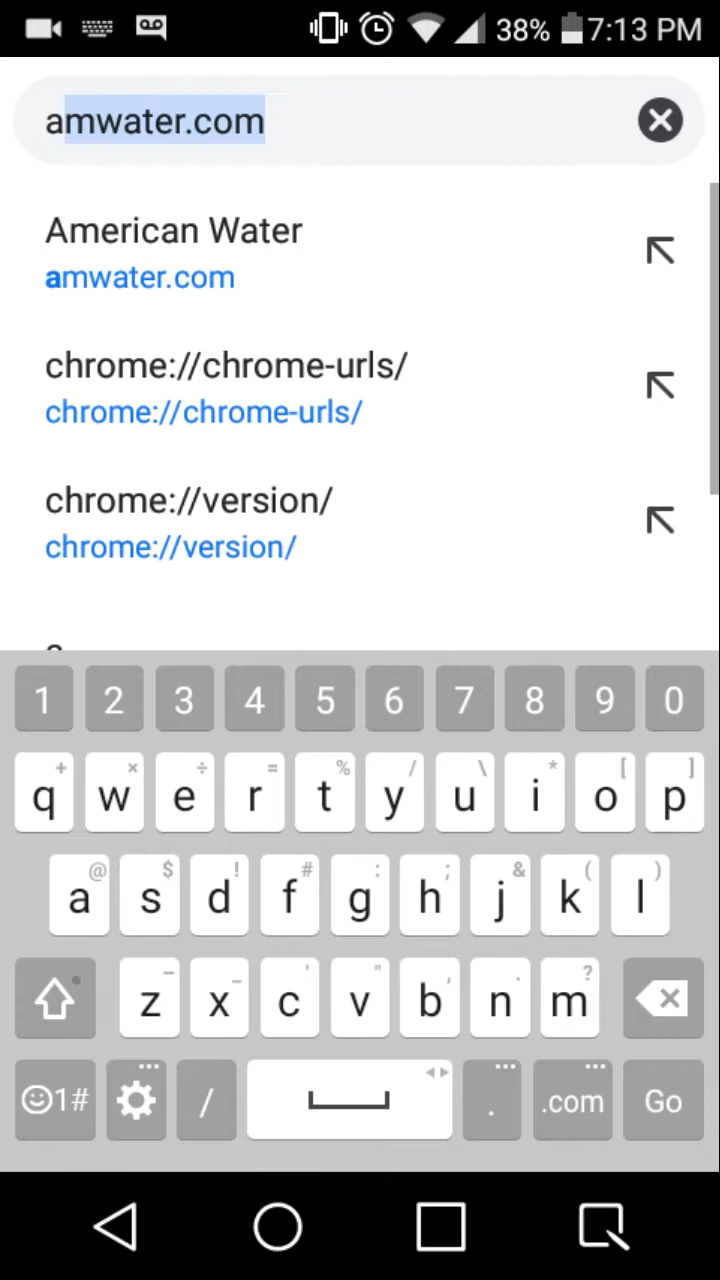 38% 7:13 PM
amwater.com
American Water
amwater.com
chrome://chrome-urls/
chrome://chrome-urls/
chrome://version/
chrome://version/
1 2 3 4 5 6 7 8 9 0
+ × ÷ = % / \ * [ ]
q w e r t y u i o p
@ $ ! # : ; & ( )
a s d f g h j k l
- _ ' " , . ?
z x c v b n m
1# / . .com Go